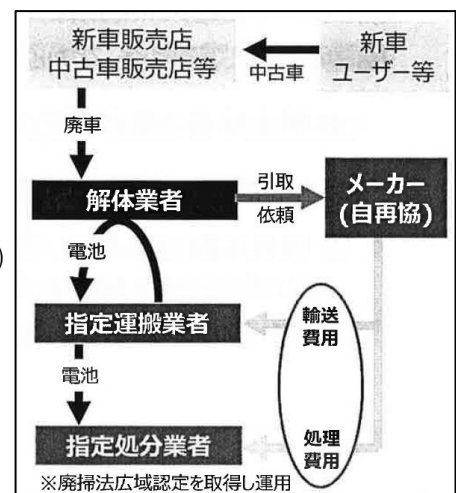 新車販売店
中古車販売店等
新車
ユーザー等
中古車
廃車
解体業者
引取
依頼
メーカー
(自再協)
電池
)
指定運搬業者
輸送
費用
電池
指定処分業者
処理
費用
※廃掃法広域認定を取得し運用